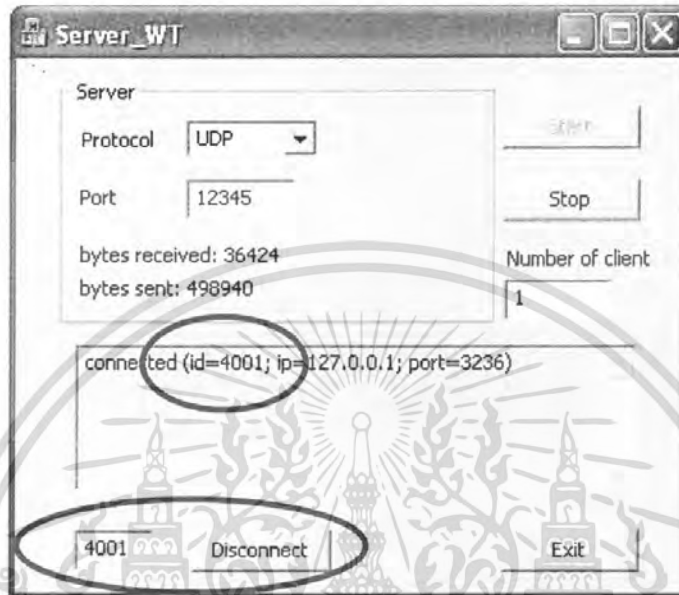 Server_WT
Server
Protocol UDP
Start
Port 12345
Stop
bytes received: 36424
Number of client
bytes sent: 498940
1
connected (id=4001; ip=127.0.0.1; port=3236)
4001 Disconnect
Exit